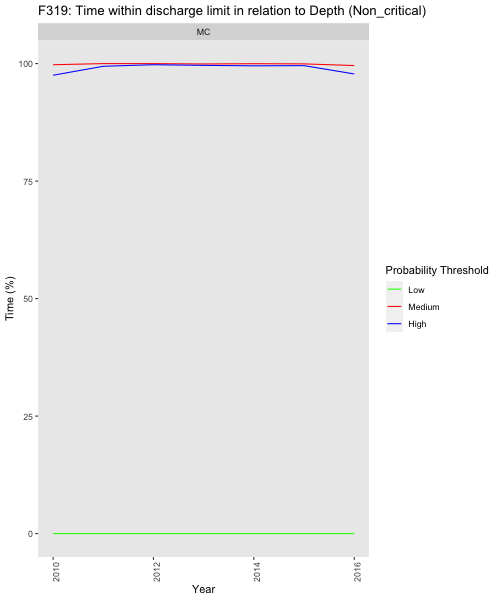 F319: Time within discharge limit in relation to Depth (Non_critical)
MC
100
75
50
25
0
Time (%)
2010
2012
2014
2016
Year
Probability Threshold
Low
Medium
High